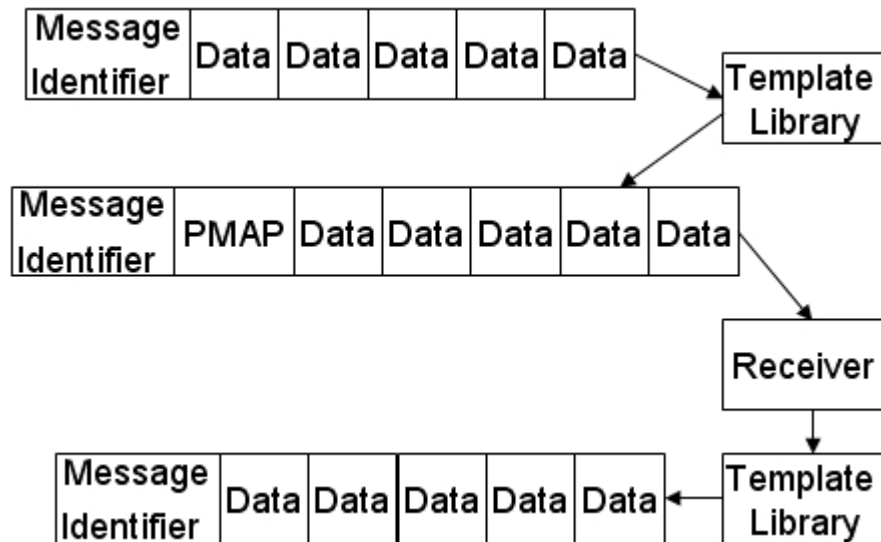 Message Identifier Data Data Data Data Data
Template Library
Message Identifier PMAP Data Data Data Data Data
Receiver
Message Identifier Data Data Data Data Data
Template Library